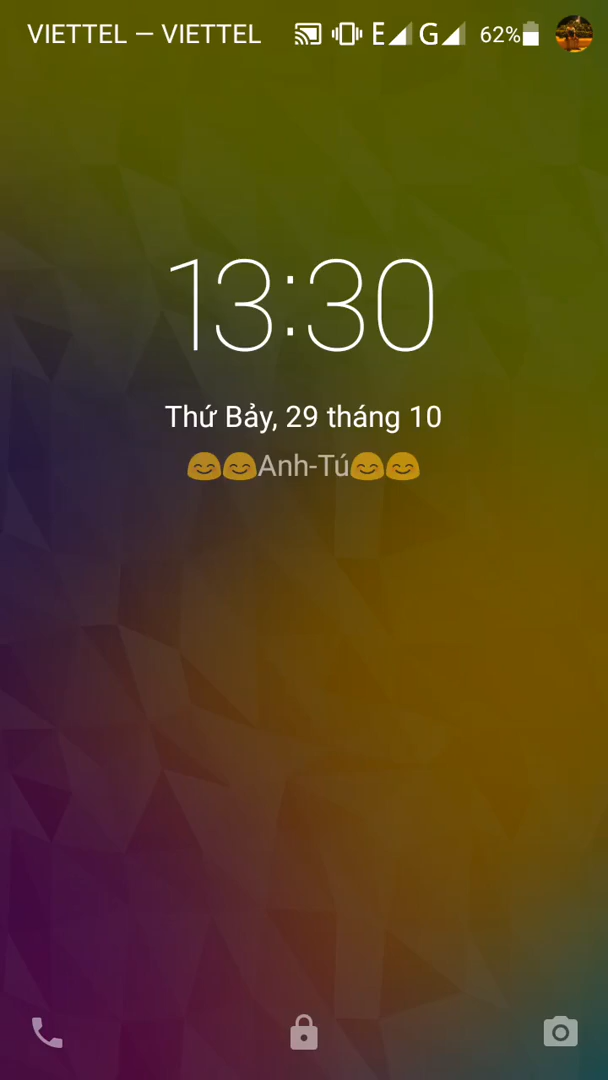 VIETTEL — VIETTEL E G 62%
13:30
Thứ Bảy, 29 tháng 10
😊😊Anh-Tú😊😊